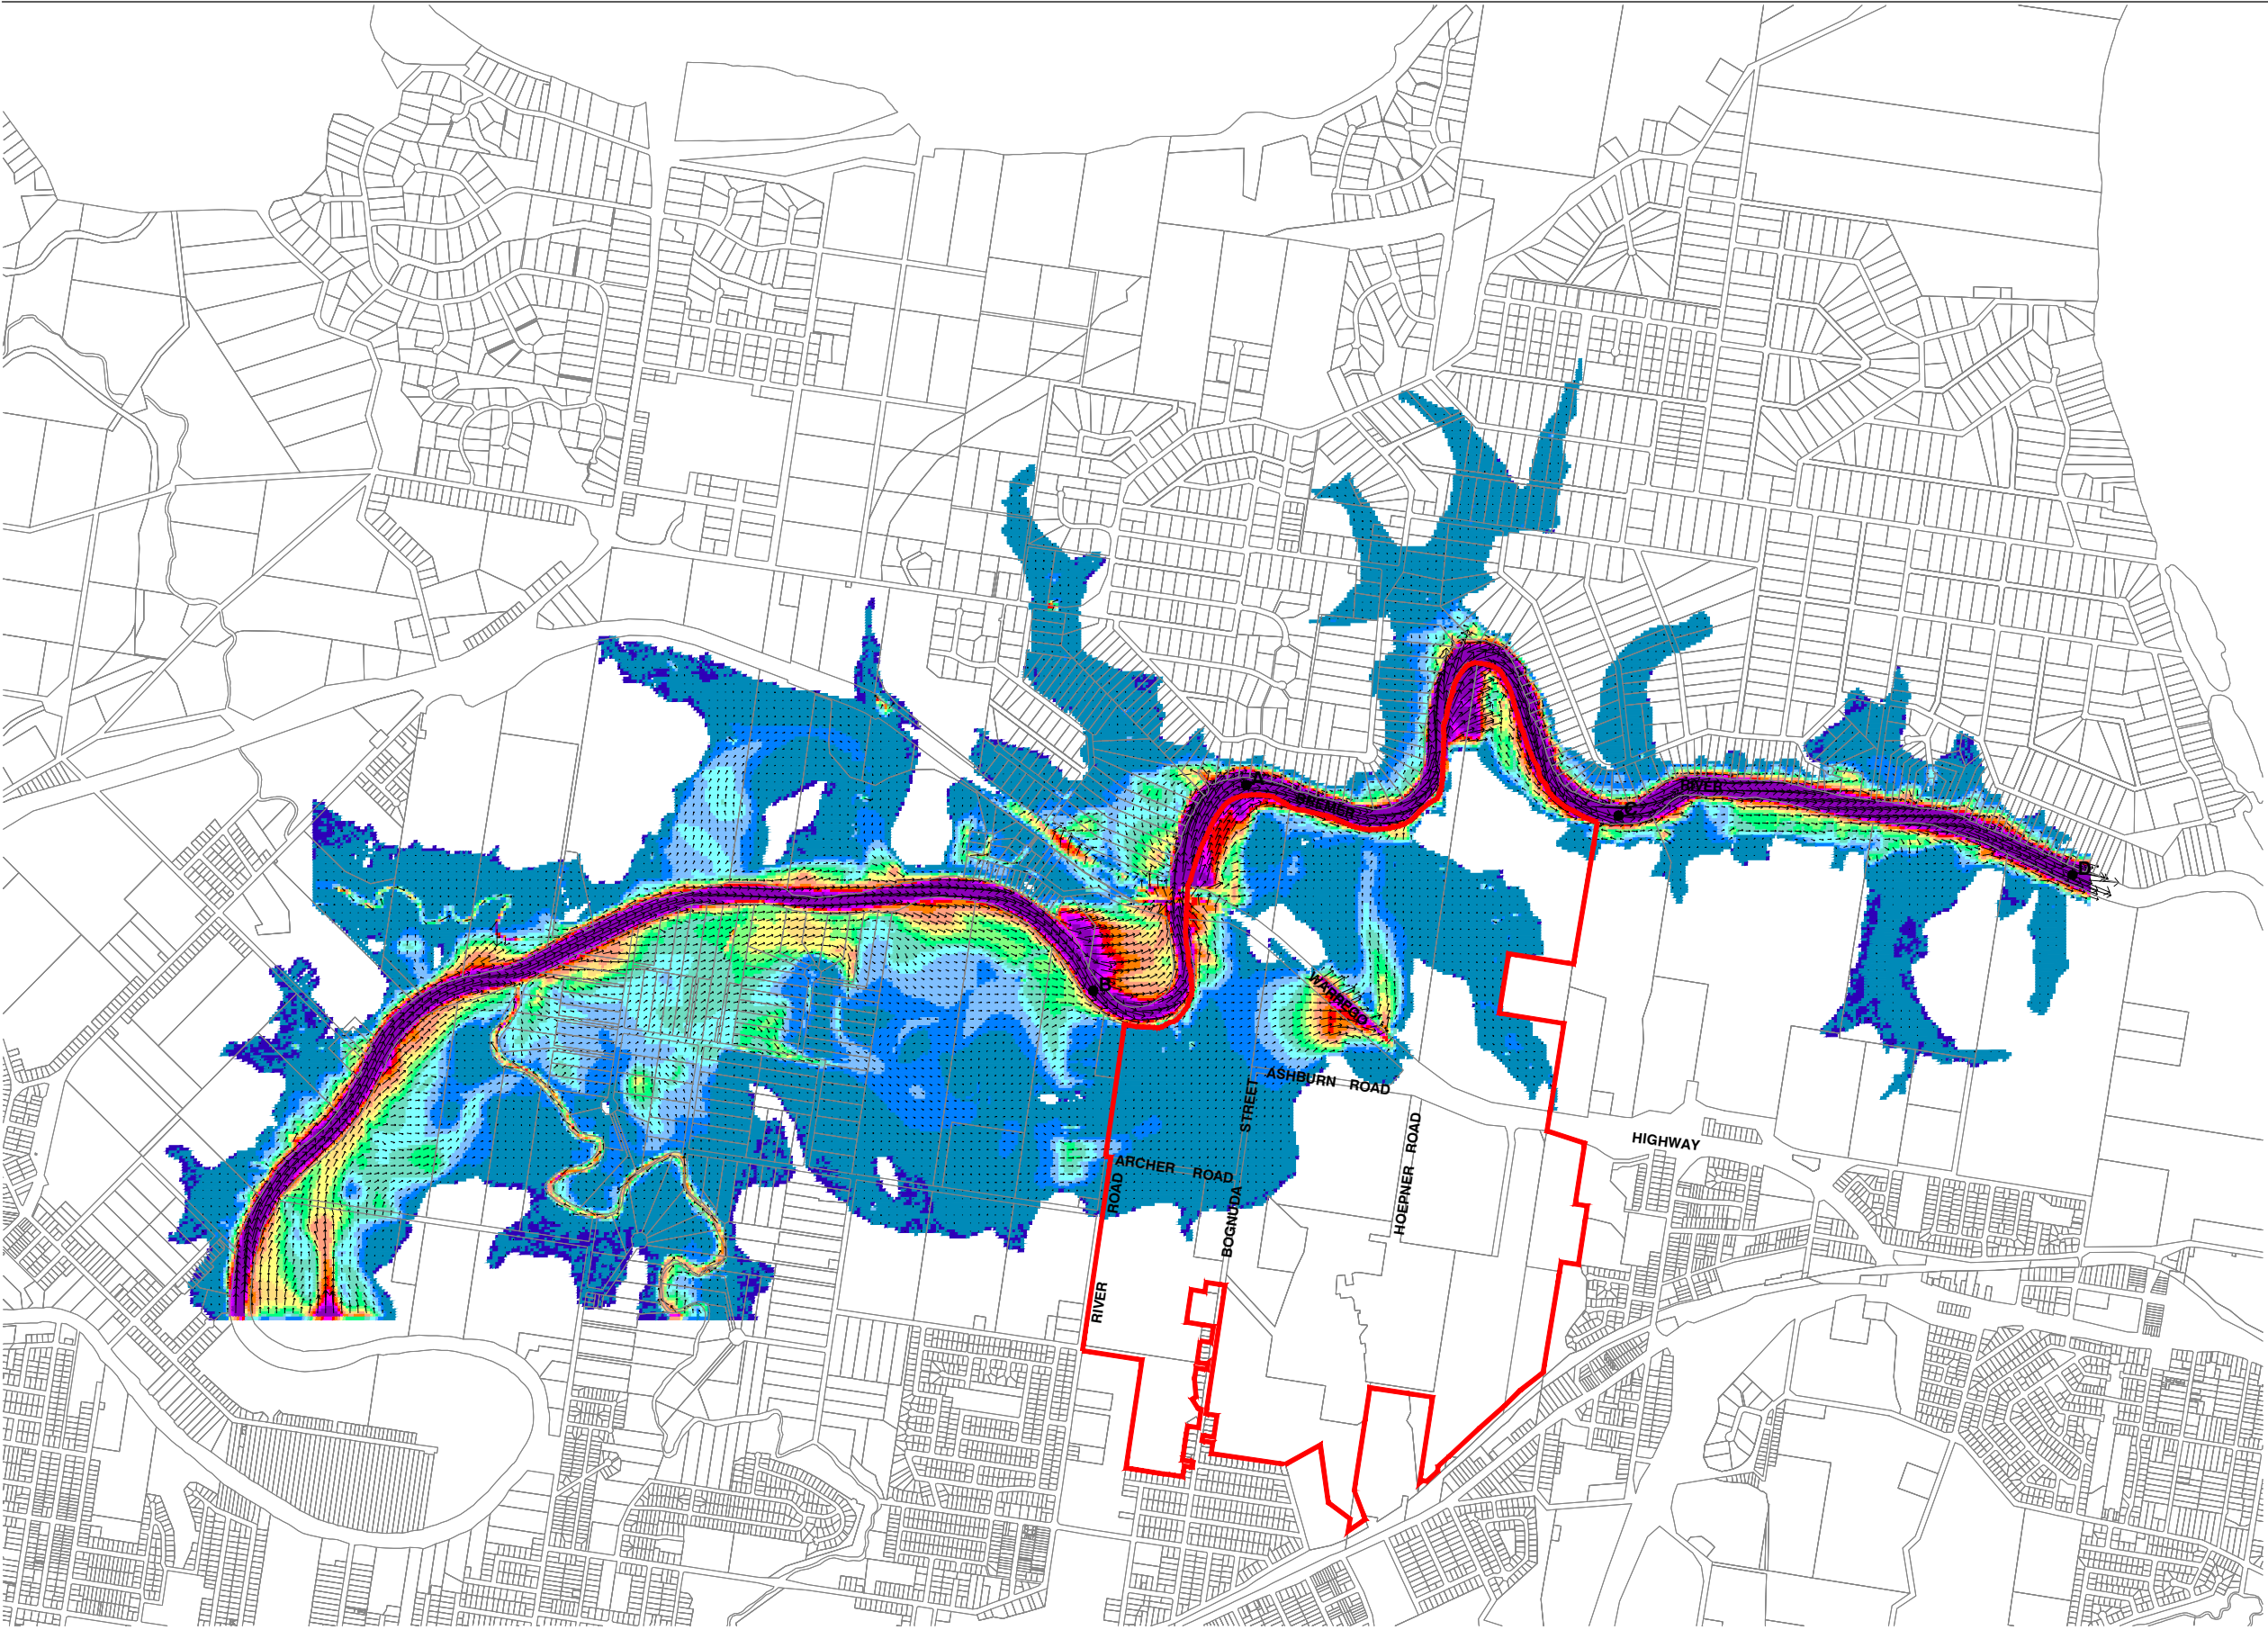 A
BREMER
C
RIVER
D
B
WARREGO
ASHBURN ROAD
STREET
HIGHWAY
HOEPNER ROAD
ARCHER ROAD
ROAD
BOGNUDA
RIVER